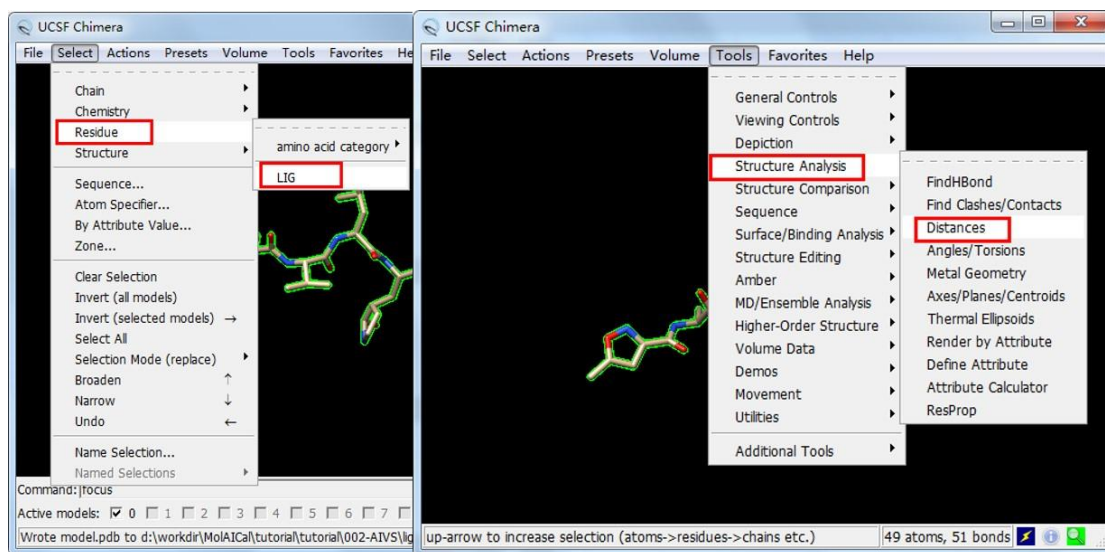 UCSF Chimera
File Select Actions Presets Volume Tools Favorites He
Chain
Chemistry
Residue
Structure
Sequence...
Atom Specifier...
By Attribute Value...
Zone...
Clear Selection
Invert (all models)
Invert (selected models) →
Select All
Selection Mode (replace)
Broaden ↑
Narrow ↓
Undo ←
Name Selection...
Named Selections
amino acid category
LIG
Command: focus
Active models: 0 1 2 3 4 5 6 7
Wrote model.pdb to d:\workdir\MolAICal\tutorial\tutorial\002-AIVS\lig
UCSF Chimera
File Select Actions Presets Volume Tools Favorites Help
General Controls
Viewing Controls
Depiction
Structure Analysis
Structure Comparison
Sequence
Surface/Binding Analysis
Structure Editing
Amber
MD/Ensemble Analysis
Higher-Order Structure
Volume Data
Demos
Movement
Utilities
Additional Tools
FindHBond
Find Clashes/Contacts
Distances
Angles/Torsions
Metal Geometry
Axes/Planes/Centroids
Thermal Ellipsoids
Render by Attribute
Define Attribute
Attribute Calculator
ResProp
up-arrow to increase selection (atoms->residues->chains etc.)
49 atoms, 51 bonds